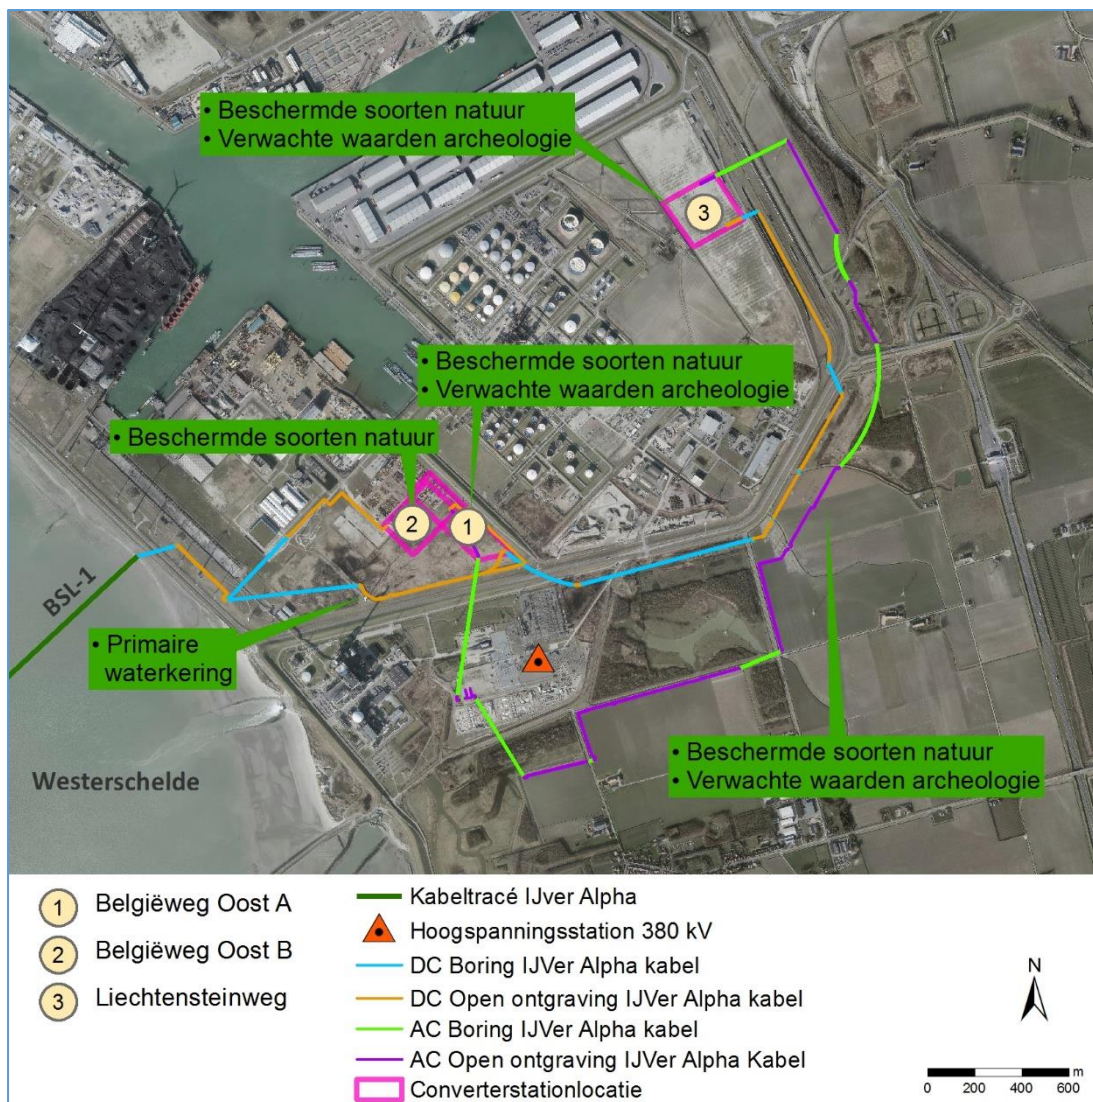 • Beschermde soorten natuur
• Verwachte waarden archeologie
3
• Beschermde soorten natuur
• Verwachte waarden archeologie
• Beschermde soorten natuur
2
1
BSL-1
• Primaire
waterkering
Westerschelde
• Beschermde soorten natuur
• Verwachte waarden archeologie
1 Belgiëweg Oost A
2 Belgiëweg Oost B
3 Liechtensteinweg
Kabeltracé IJver Alpha
Hoogspanningsstation 380 kV
DC Boring IJVer Alpha kabel
DC Open ontgraving IJVer Alpha kabel
AC Boring IJVer Alpha kabel
AC Open ontgraving IJVer Alpha Kabel
Converterstationlocatie
N
m
0 200 400 600